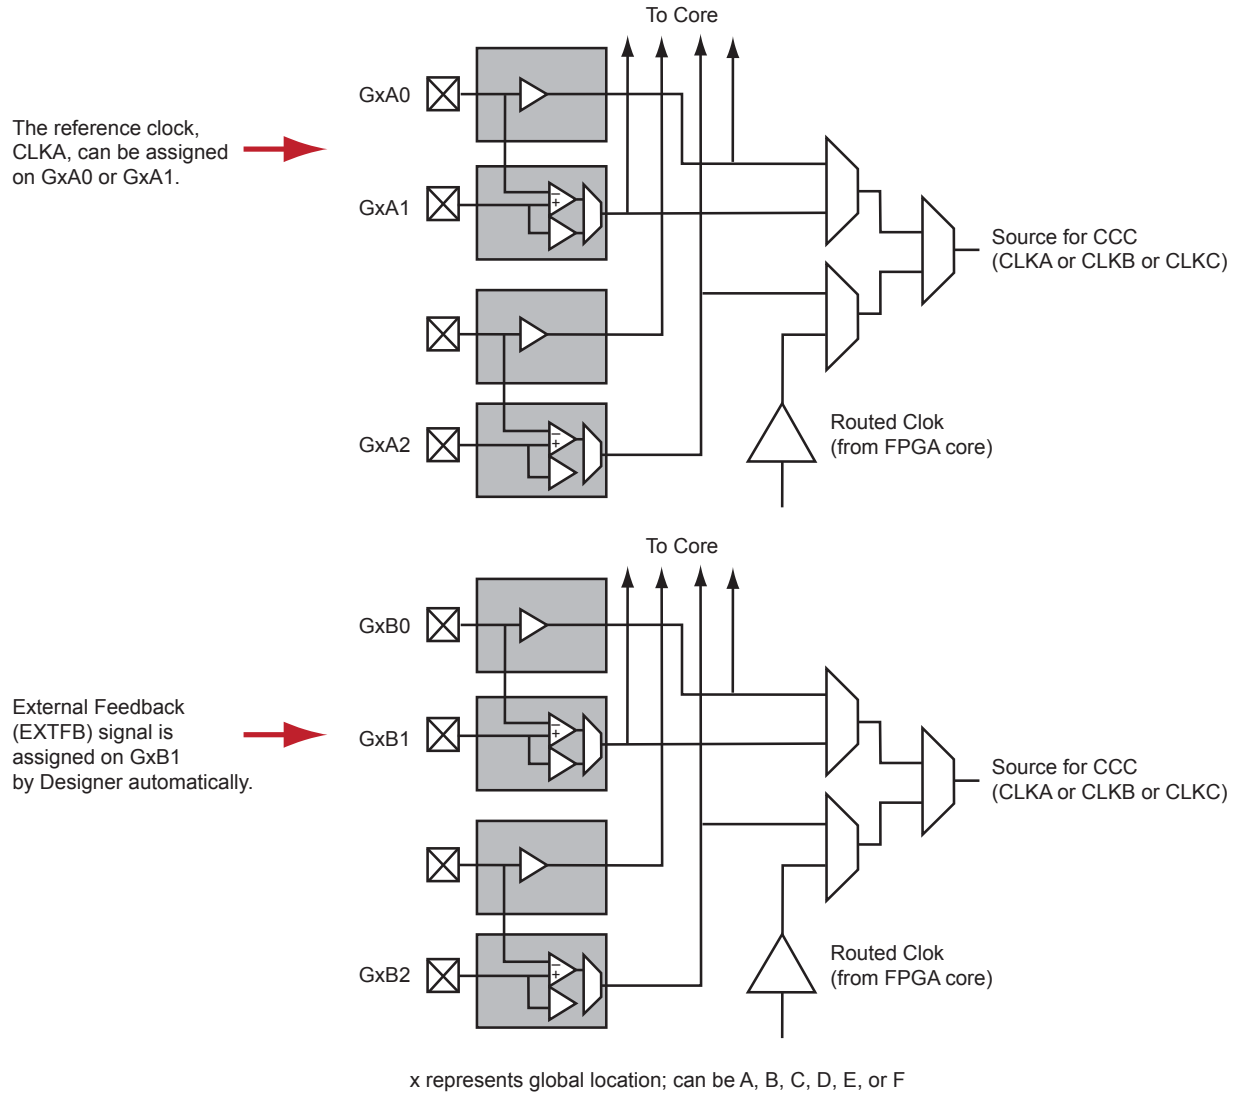 To Core
GxA0
The reference clock,
CLKA, can be assigned
on GxA0 or GxA1.
GxA1
Source for CCC
(CLKA or CLKB or CLKC)
GxA2
Routed Clok
(from FPGA core)
To Core
GxB0
External Feedback
(EXTFB) signal is
assigned on GxB1
by Designer automatically.
GxB1
Source for CCC
(CLKA or CLKB or CLKC)
GxB2
Routed Clok
(from FPGA core)
x represents global location; can be A, B, C, D, E, or F